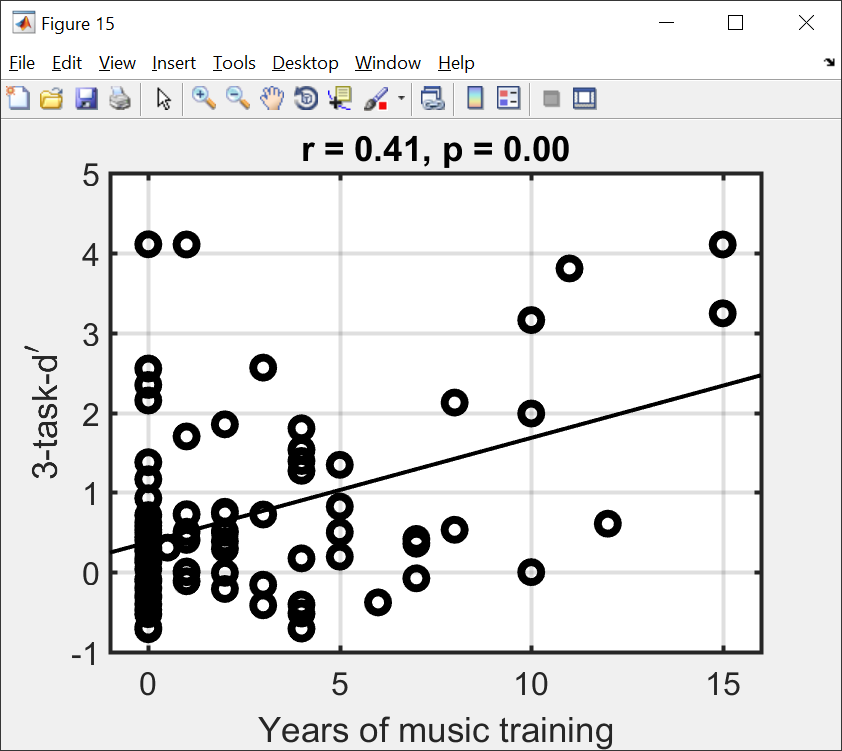 Figure 15
File Edit View Insert Tools Desktop Window Help
r = 0.41, p = 0.00
5
4
3
2
1
0
-1
3-task-d′
0 5 10 15
Years of music training